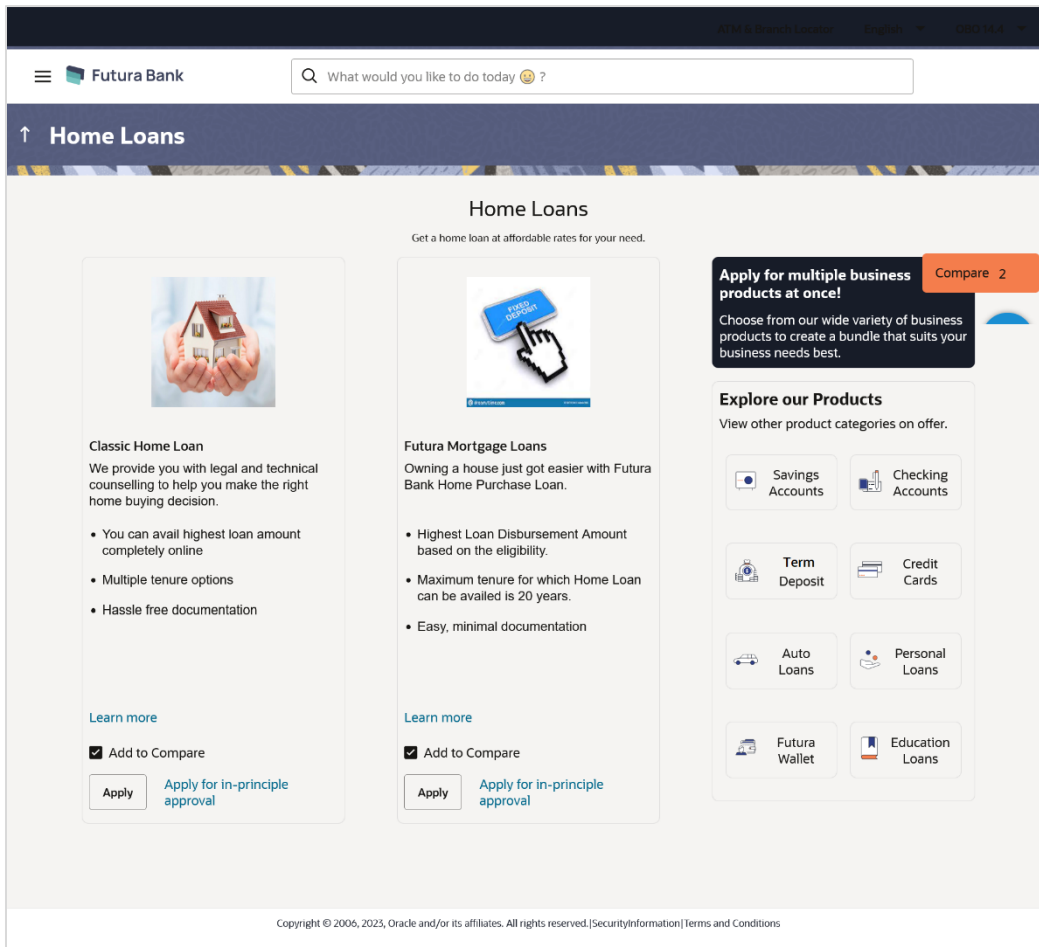 ATM & Branch Locator English OBO 14.4
Futura Bank
What would you like to do today 😀 ?
↑ Home Loans
Home Loans
Get a home loan at affordable rates for your need.
FIXED DEPOSIT
Classic Home Loan
We provide you with legal and technical
counselling to help you make the right
home buying decision.
• You can avail highest loan amount
completely online
• Multiple tenure options
• Hassle free documentation
Learn more
Add to Compare
Apply
Apply for in-principle
approval
Futura Mortgage Loans
Owning a house just got easier with Futura
Bank Home Purchase Loan.
• Highest Loan Disbursement Amount
based on the eligibility.
• Maximum tenure for which Home Loan
can be availed is 20 years.
• Easy, minimal documentation
Learn more
Add to Compare
Apply
Apply for in-principle
approval
Compare 2
Apply for multiple business
products at once!
Choose from our wide variety of business
products to create a bundle that suits your
business needs best.
Explore our Products
View other product categories on offer.
Savings
Accounts
Checking
Accounts
Term
Deposit
Credit
Cards
Auto
Loans
Personal
Loans
Futura
Wallet
Education
Loans
Copyright © 2006, 2023, Oracle and/or its affiliates. All rights reserved.|SecurityInformation|Terms and Conditions